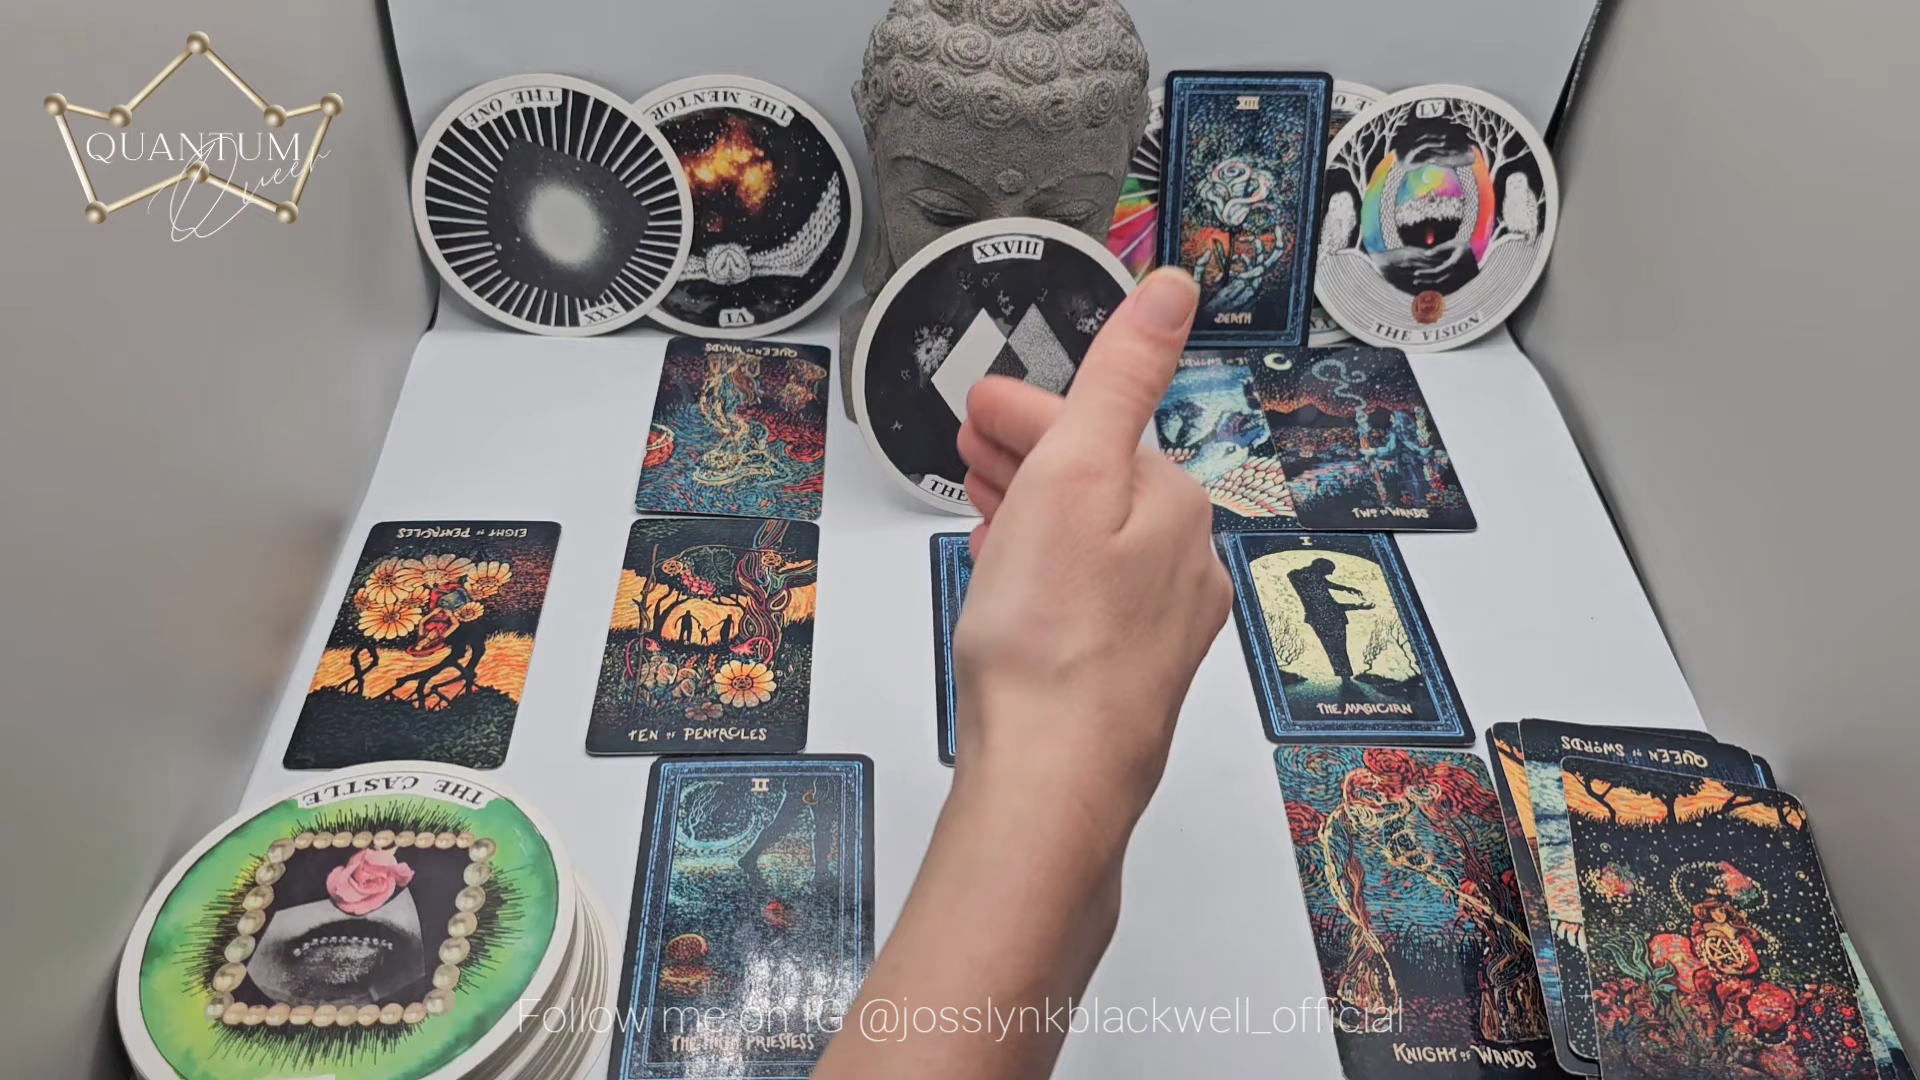 QUANTUM
Queen
THE ONE
XXX
THE MENTOR
VI
XXVIIII
THE
XIII
DEATH
LV
THE VISION
QUEEN OF WANDS
TWO OF WANDS
EIGHT OF PENTACLES
TEN OF PENTACLES
I
THE MAGICIAN
THE CASTLE
II
THE HIGH PRIESTESS
KNIGHT OF WANDS
QUEEN OF SWORDS
Follow me on IG @josslynkblackwell_official